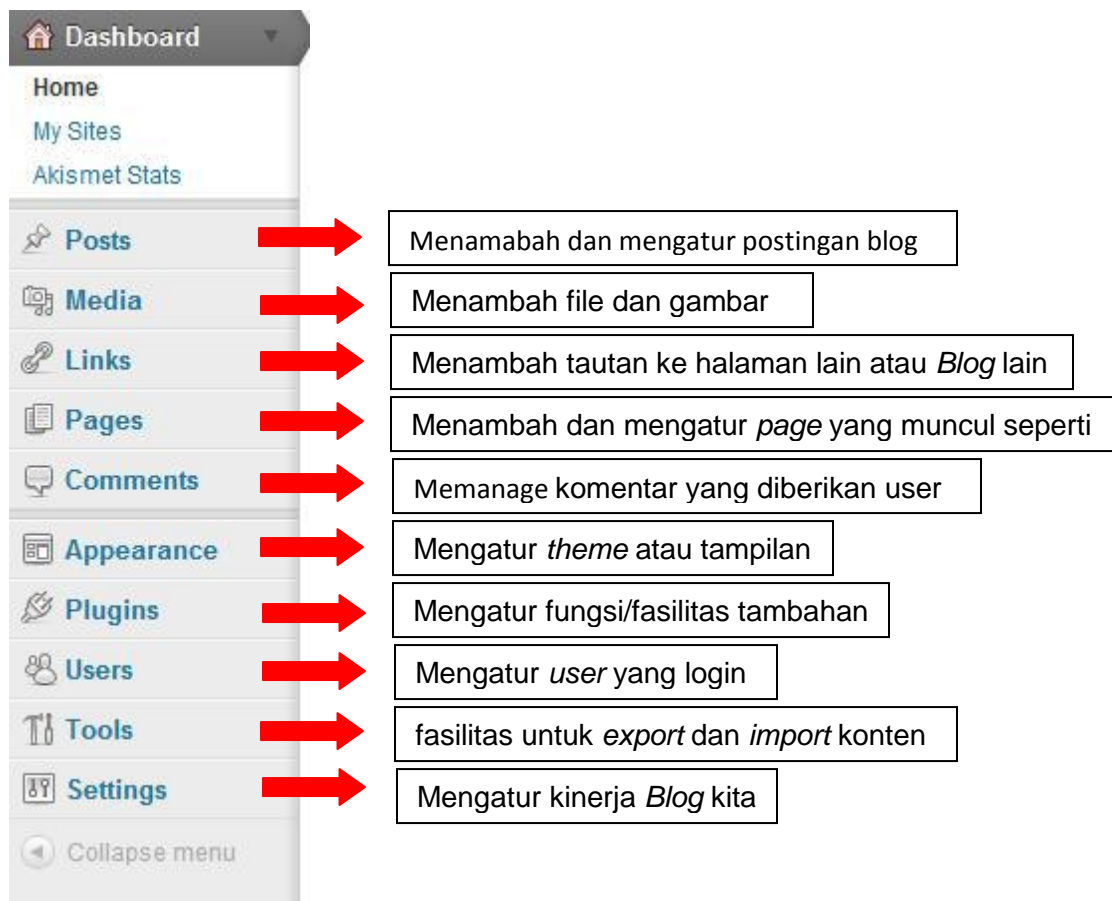 Dashboard
Home
My Sites
Akismet Stats
Posts
Menamabah dan mengatur postingan blog
Media
Menambah file dan gambar
Links
Menambah tautan ke halaman lain atau Blog lain
Pages
Menambah dan mengatur page yang muncul seperti
Comments
Memanage komentar yang diberikan user
Appearance
Mengatur theme atau tampilan
Plugins
Mengatur fungsi/fasilitas tambahan
Users
Mengatur user yang login
Tools
fasilitas untuk export dan import konten
Settings
Mengatur kinerja Blog kita
Collapse menu